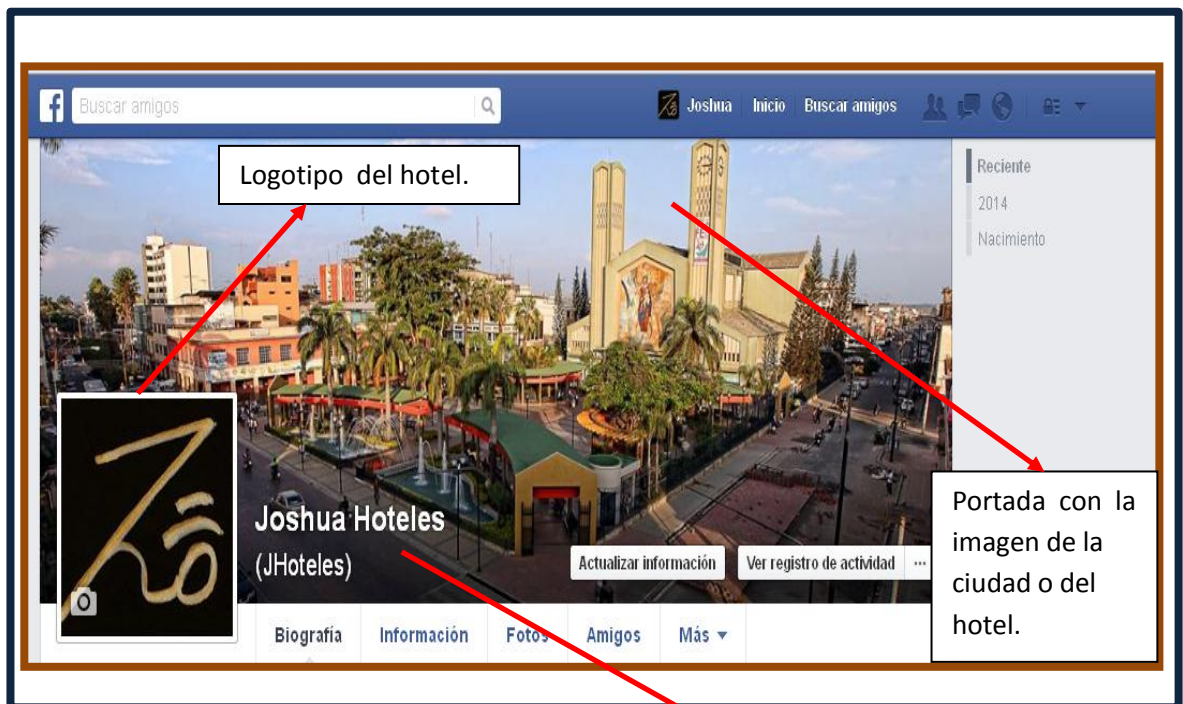 Buscar amigos
Joshua Inicio Buscar amigos
Logotipo del hotel.
Reciente
2014
Nacimiento
Joshua Hoteles
(JHoteles)
Actualizar información
Ver registro de actividad
Portada con la
imagen de la
ciudad o del
hotel.
Biografía Información Fotos Amigos Más